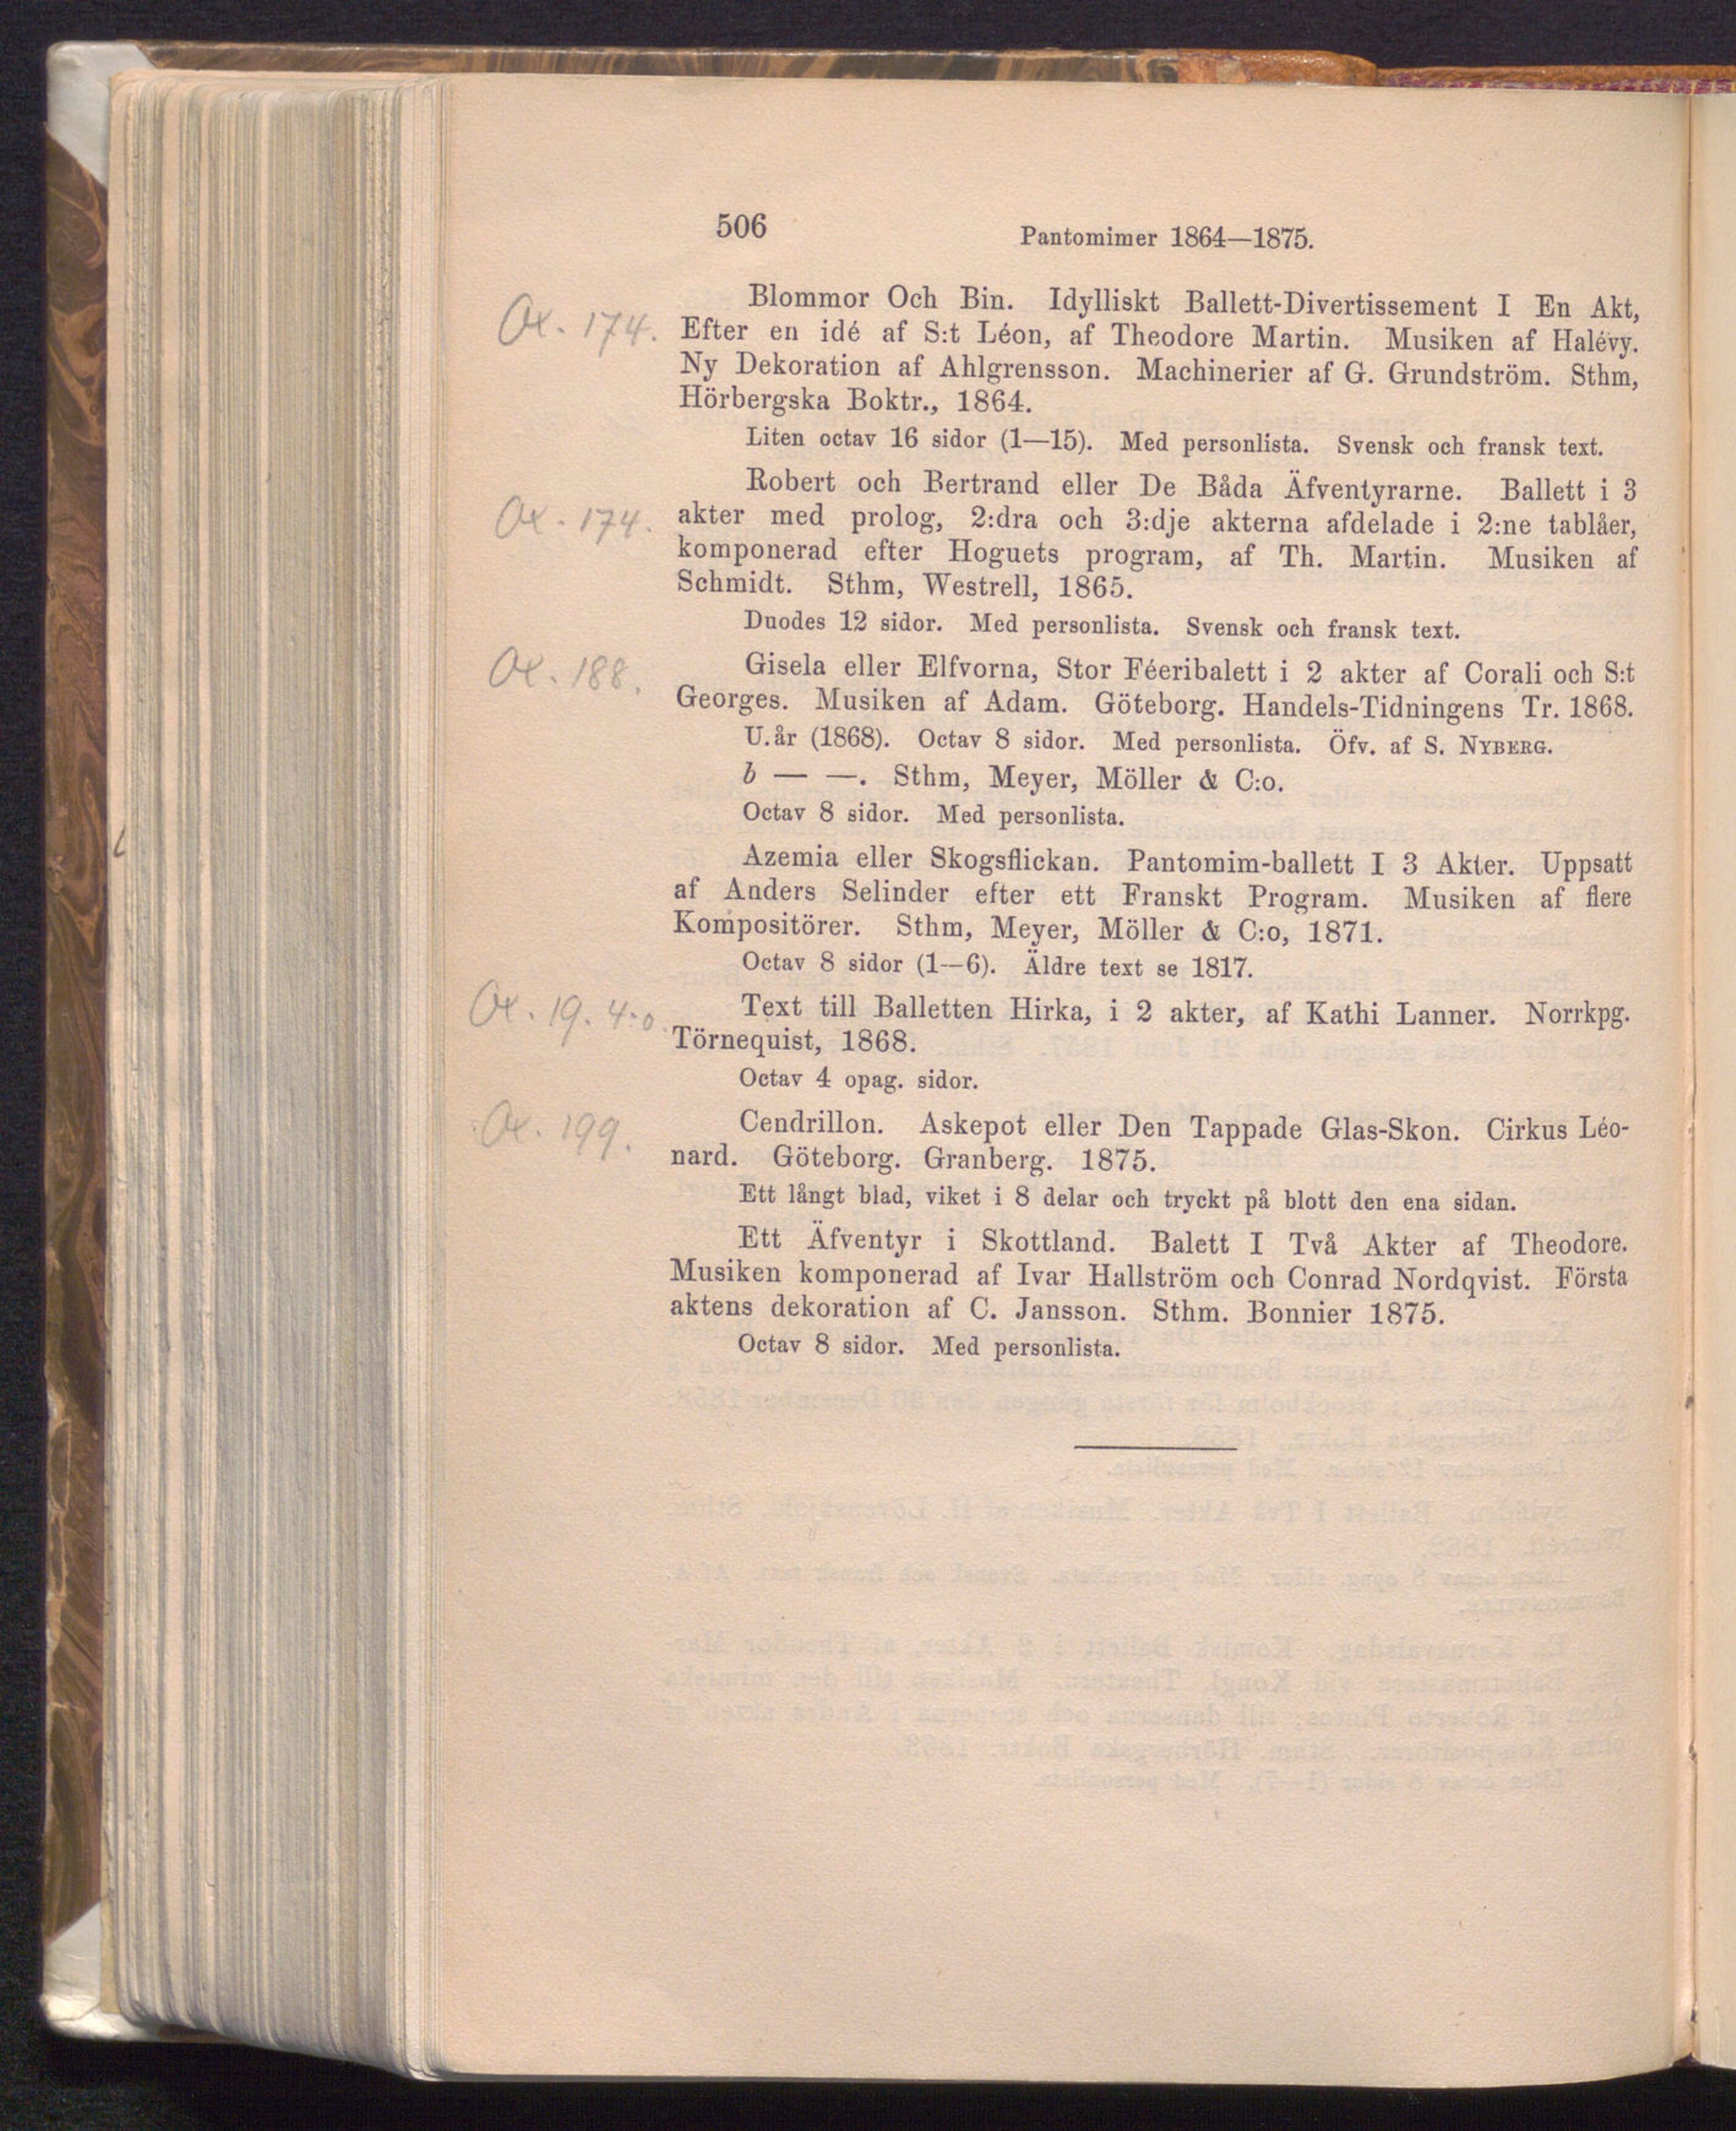 506
Pantomimer 1864—1875.
Blommor Och Bin. Idylliskt Ballett-Divertissement I En Akt,
Ox. 174. Efter en idé af S:t Léon, af Theodore Martin. Musiken af Halévy.
Ny Dekoration af Ahlgrensson. Machinerier af G. Grundström. Sthm,
Hörbergska Boktr., 1864.
Liten octav 16 sidor (1—15). Med personlista. Svensk och fransk text.
Robert och Bertrand eller De Båda Äfventyrarne. Ballett i 3
Ox. 174. akter med prolog, 2:dra och 3:dje akterna afdelade i 2:ne tablåer,
komponerad efter Hoguets program, af Th. Martin. Musiken af
Schmidt. Sthm, Westrell, 1865.
Duodes 12 sidor. Med personlista. Svensk och fransk text.
Ox. 188. Gisela eller Elfvorna, Stor Féeribalett i 2 akter af Corali och S:t
Georges. Musiken af Adam. Göteborg. Handels-Tidningens Tr. 1868.
U.år (1868). Octav 8 sidor. Med personlista. Öfv. af S. NYBERG.
b — —. Sthm, Meyer, Möller & C:o.
Octav 8 sidor. Med personlista.
Azemia eller Skogsflickan. Pantomim-ballett I 3 Akter. Uppsatt
af Anders Selinder efter ett Franskt Program. Musiken af flere
Kompositörer. Sthm, Meyer, Möller & C:o, 1871.
Octav 8 sidor (1—6). Äldre text se 1817.
Ox. 19. 4:o. Text till Balletten Hirka, i 2 akter, af Kathi Lanner. Norrkpg.
Törnequist, 1868.
Octav 4 opag. sidor.
Ox. 199. Cendrillon. Askepot eller Den Tappade Glas-Skon. Cirkus Léo-
nard. Göteborg. Granberg. 1875.
Ett långt blad, viket i 8 delar och tryckt på blott den ena sidan.
Ett Äfventyr i Skottland. Balett I Två Akter af Theodore.
Musiken komponerad af Ivar Hallström och Conrad Nordqvist. Första
aktens dekoration af C. Jansson. Sthm. Bonnier 1875.
Octav 8 sidor. Med personlista.